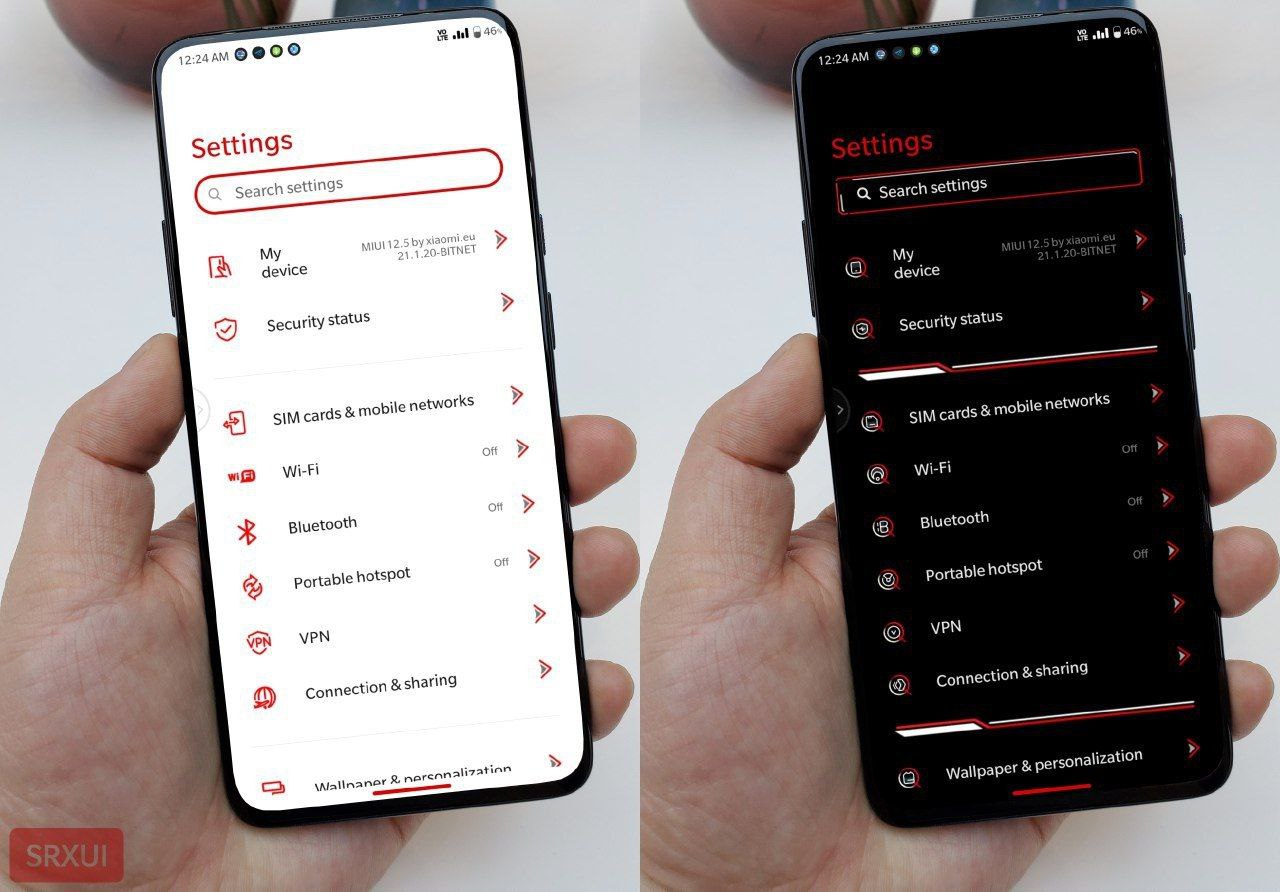 12:24 AM
VO
LTE
46%
Settings
Search settings
My
device
MIUI 12.5 by xiaomi.eu
21.1.20-BITNET
Security status
SIM cards & mobile networks
WiFi
Wi-Fi
Off
Bluetooth
Off
Portable hotspot
Off
VPN
VPN
Connection & sharing
Wallpaper & personalization
SRXUI
12:24 AM
VO
LTE
46%
Settings
Search settings
My
device
MIUI 12.5 by xiaomi.eu
21.1.20-BITNET
Security status
SIM cards & mobile networks
Wi-Fi
Off
Bluetooth
Off
Portable hotspot
Off
VPN
Connection & sharing
Wallpaper & personalization